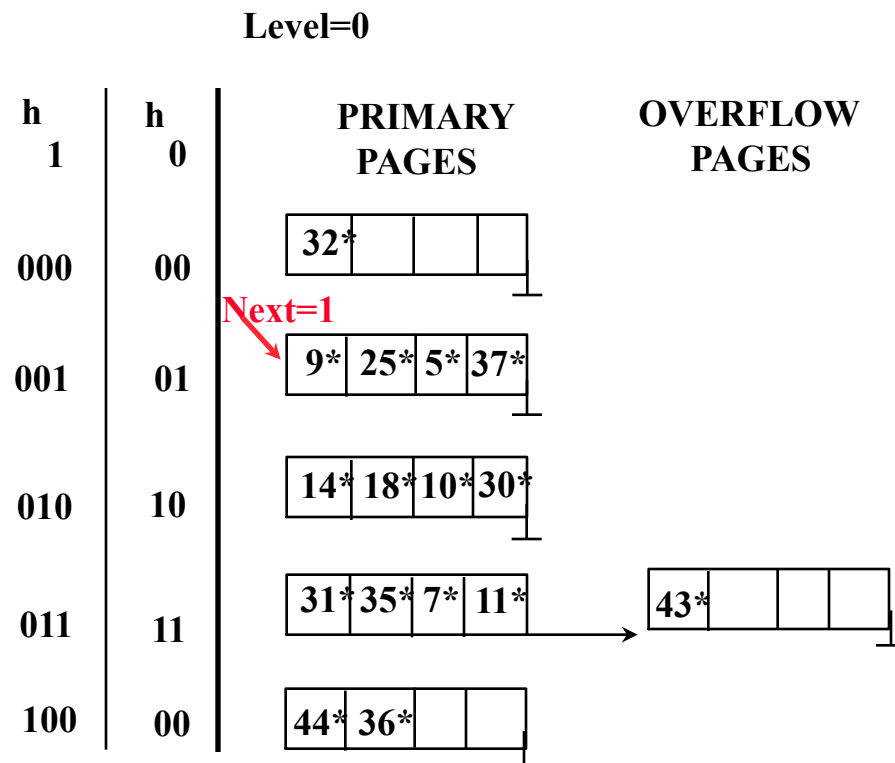 Level=0
h h PRIMARY OVERFLOW
1 0 PAGES PAGES
32*
000 00
Next=1
9* 25* 5* 37*
001 01
14* 18* 10* 30*
010 10
31* 35* 7* 11* 43*
011 11
100 00 44* 36*